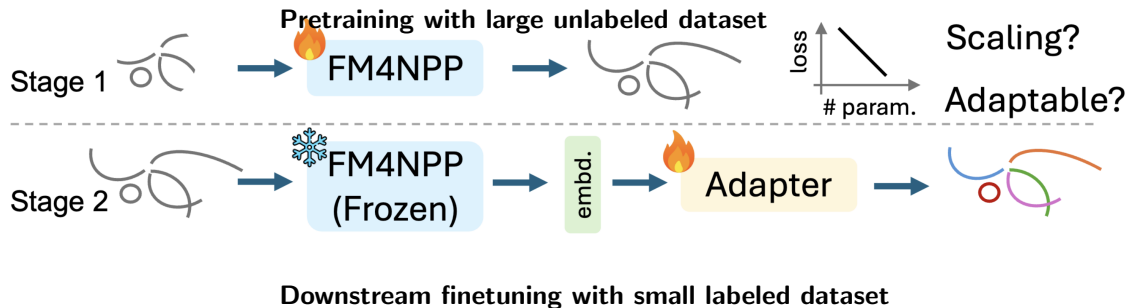 Pretraining with large unlabeled dataset
Stage 1
FM4NPP
loss
# param.
Scaling?
Adaptable?
Stage 2
FM4NPP
(Frozen)
embd.
Adapter
Downstream finetuning with small labeled dataset